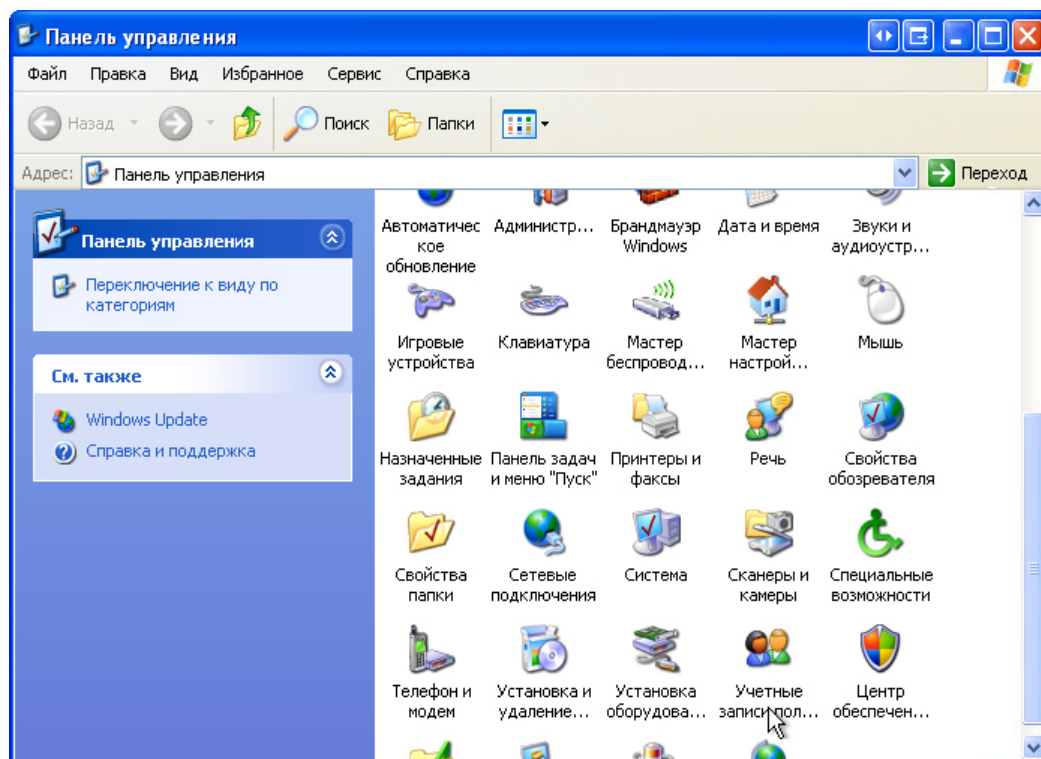 Панель управления
Файл Правка Вид Избранное Сервис Справка
Назад Поиск Папки
Адрес: Панель управления Переход
Панель управления
Переключение к виду по
категориям
См. также
Windows Update
Справка и поддержка
Автоматичес
кое
обновление
Администр...
Брандмауэр
Windows
Дата и время
Звуки и
аудиоустр...
Игровые
устройства
Клавиатура
Мастер
беспровод...
Мастер
настрой...
Мышь
Назначенные
задания
Панель задач
и меню "Пуск"
Принтеры и
факсы
Речь
Свойства
обозревателя
Свойства
папки
Сетевые
подключения
Система
Сканеры и
камеры
Специальные
возможности
Телефон и
модем
Установка и
удаление...
Установка
оборудова...
Учетные
записи пол...
Центр
обеспечен...